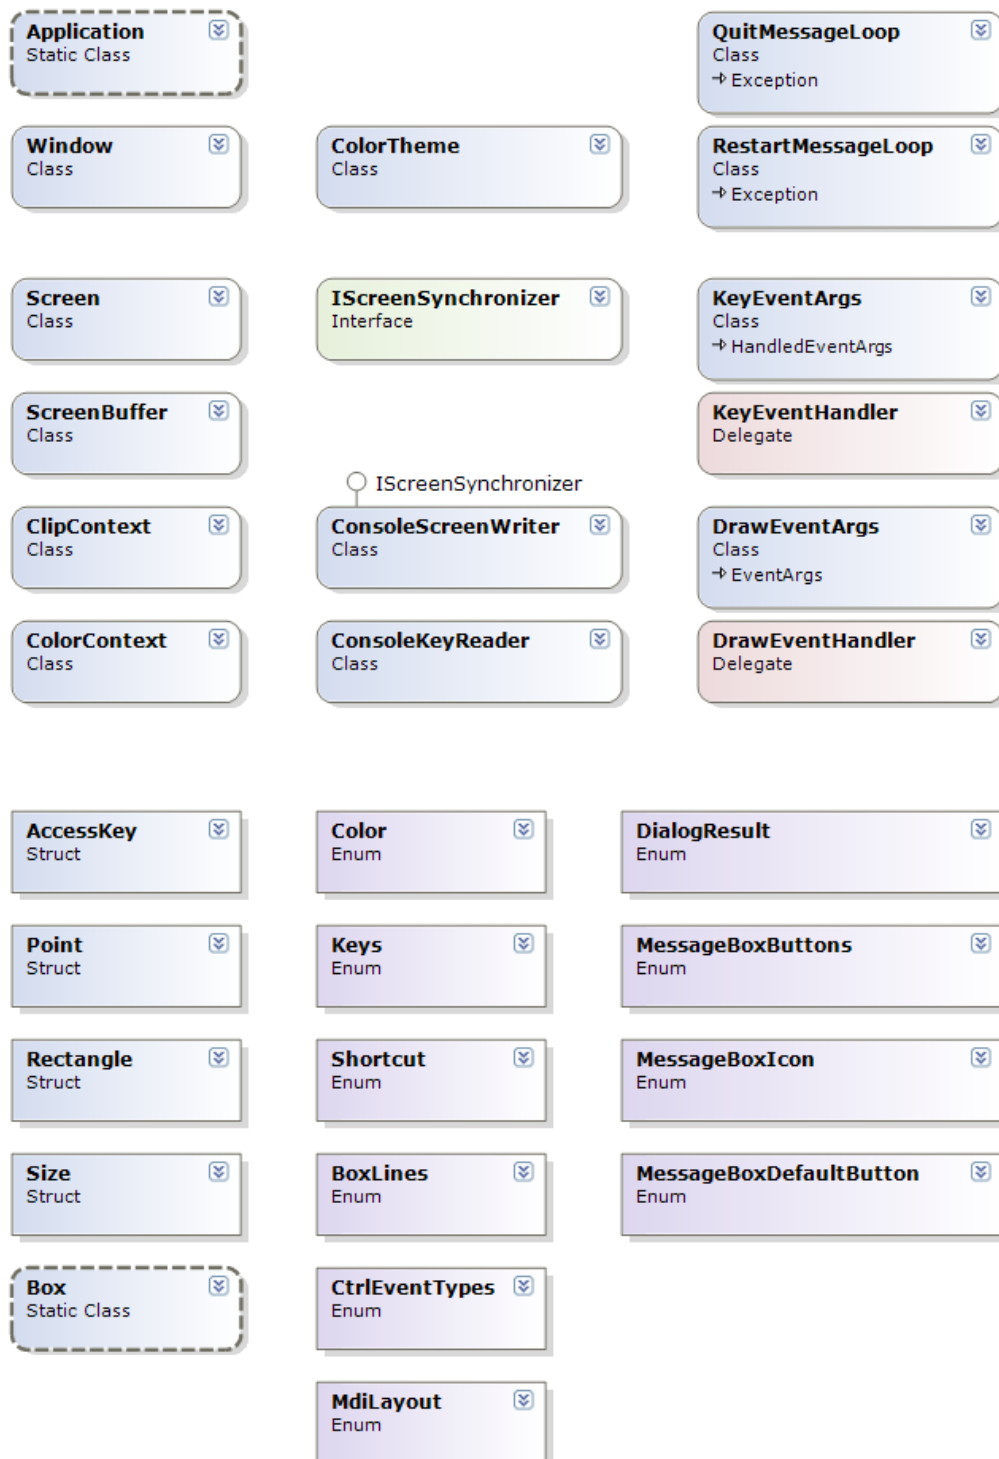 Application
Static Class
QuitMessageLoop
Class
Exception
Window
Class
ColorTheme
Class
RestartMessageLoop
Class
Exception
Screen
Class
IScreenSynchronizer
Interface
KeyEventArgs
Class
HandledEventArgs
ScreenBuffer
Class
KeyEventHandler
Delegate
IScreenSynchronizer
ClipContext
Class
ConsoleScreenWriter
Class
DrawEventArgs
Class
EventArgs
ColorContext
Class
ConsoleKeyReader
Class
DrawEventHandler
Delegate
AccessKey
Struct
Color
Enum
DialogResult
Enum
Point
Struct
Keys
Enum
MessageBoxButtons
Enum
Rectangle
Struct
Shortcut
Enum
MessageBoxIcon
Enum
Size
Struct
BoxLines
Enum
MessageBoxDefaultButton
Enum
Box
Static Class
CtrlEventTypes
Enum
MdiLayout
Enum